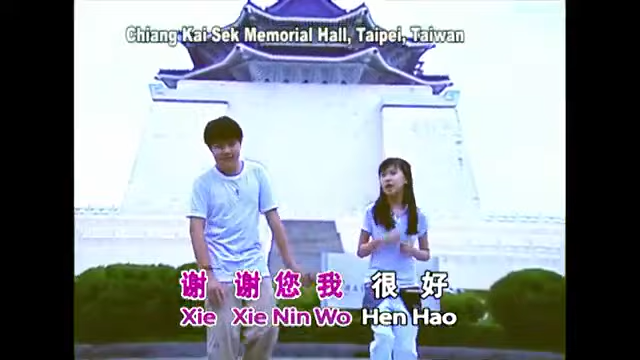 Chiang Kai Sek Memorial Hall, Taipei, Taiwan
谢 谢 您 我 很 好
Xie Xie Nin Wo Hen Hao